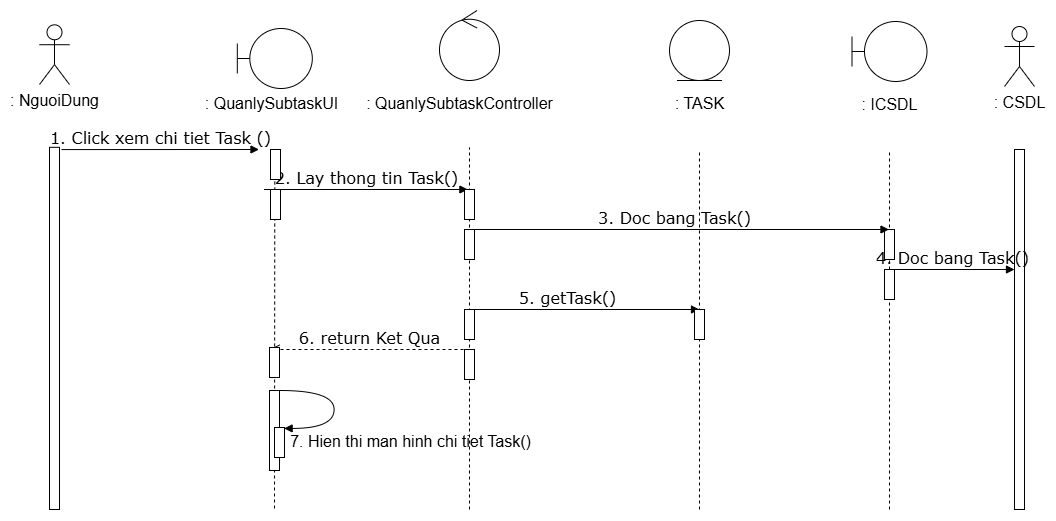 : NguoiDung
: QuanlySubtaskUI
: QuanlySubtaskController
: TASK
: ICSDL
: CSDL
1. Click xem chi tiet Task ()
2. Lay thong tin Task()
3. Doc bang Task()
4. Doc bang Task()
5. getTask()
6. return Ket Qua
7. Hien thi man hinh chi tiet Task()